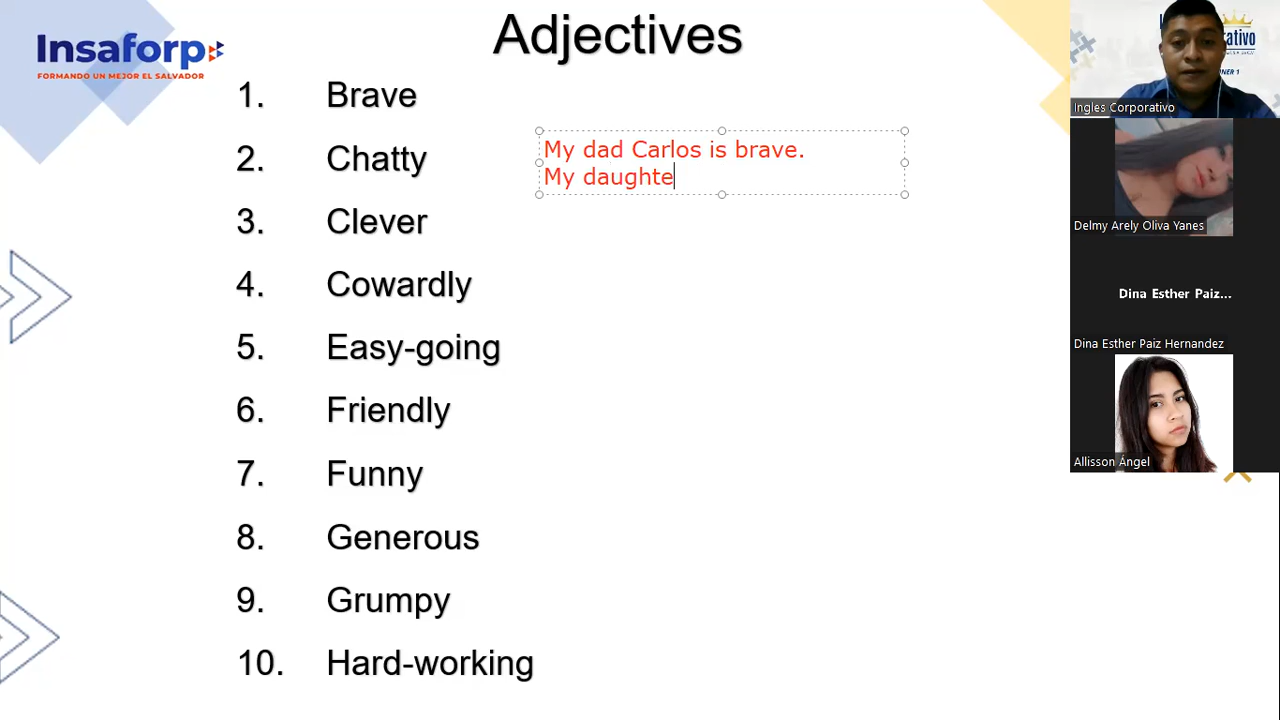 Adjectives
Insaforp
FORMANDO UN MEJOR EL SALVADOR
1. Brave
2. Chatty
3. Clever
4. Cowardly
5. Easy-going
6. Friendly
7. Funny
8. Generous
9. Grumpy
10. Hard-working
My dad Carlos is brave.
My daughte
Ingles Corporativo
Delmy Arely Oliva Yanes
Dina Esther Paiz...
Dina Esther Paiz Hernandez
Allisson Ángel